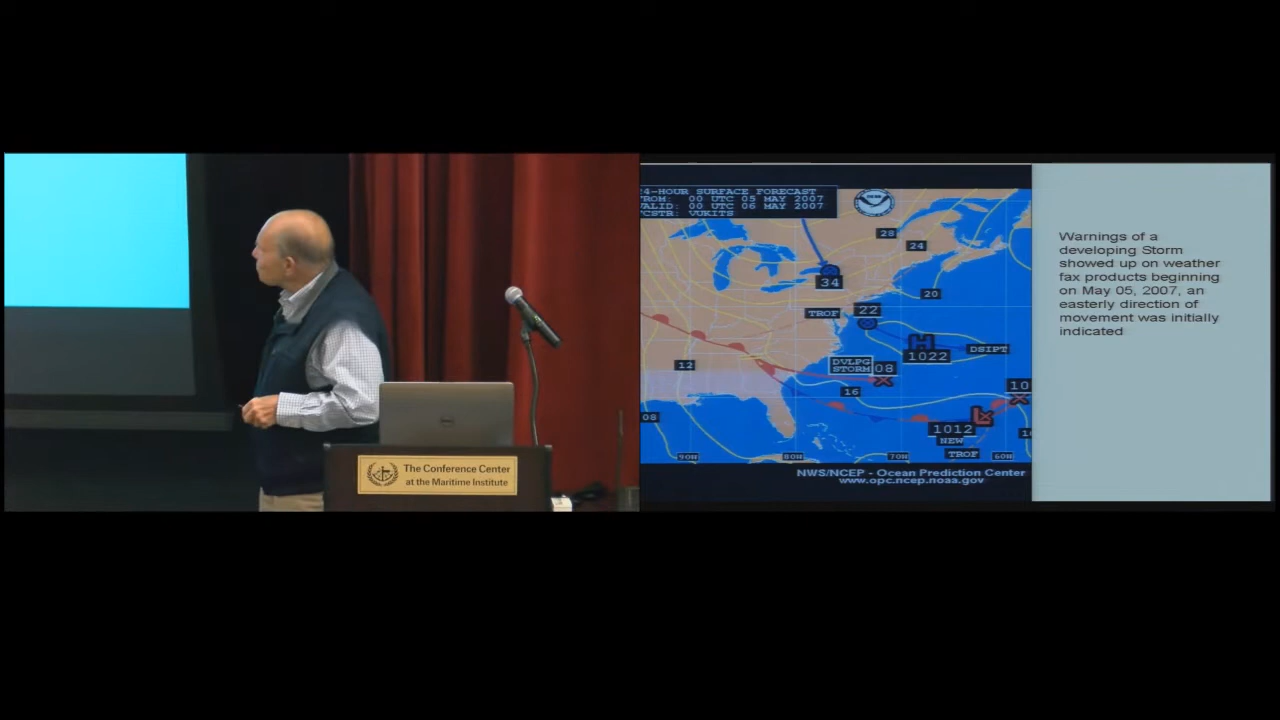 The Conference Center
at the Maritime Institute
4-HOUR SURFACE FORECAST
ROM: 00 UTC 05 MAY 2007
ALID: 00 UTC 06 MAY 2007
CSTR: VUKITS
28
24
34
20
TROF
22
H
1022
DSIPT
12
DVLPG
STORM
08
16
10
08
1012
NEW
TROF
L
90W
80W
70W
60W
NWS/NCEP - Ocean Prediction Center
www.opc.ncep.noaa.gov
Warnings of a
developing Storm
showed up on weather
fax products beginning
on May 05, 2007, an
easterly direction of
movement was initially
indicated